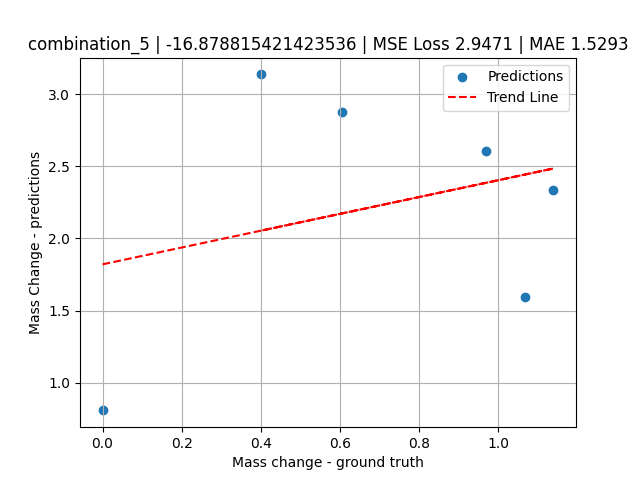 combination_5 | -16.878815421423536 | MSE Loss 2.9471 | MAE 1.5293
Predictions
Trend Line
Mass Change - predictions
3.0
2.5
2.0
1.5
1.0
0.0 0.2 0.4 0.6 0.8 1.0
Mass change - ground truth